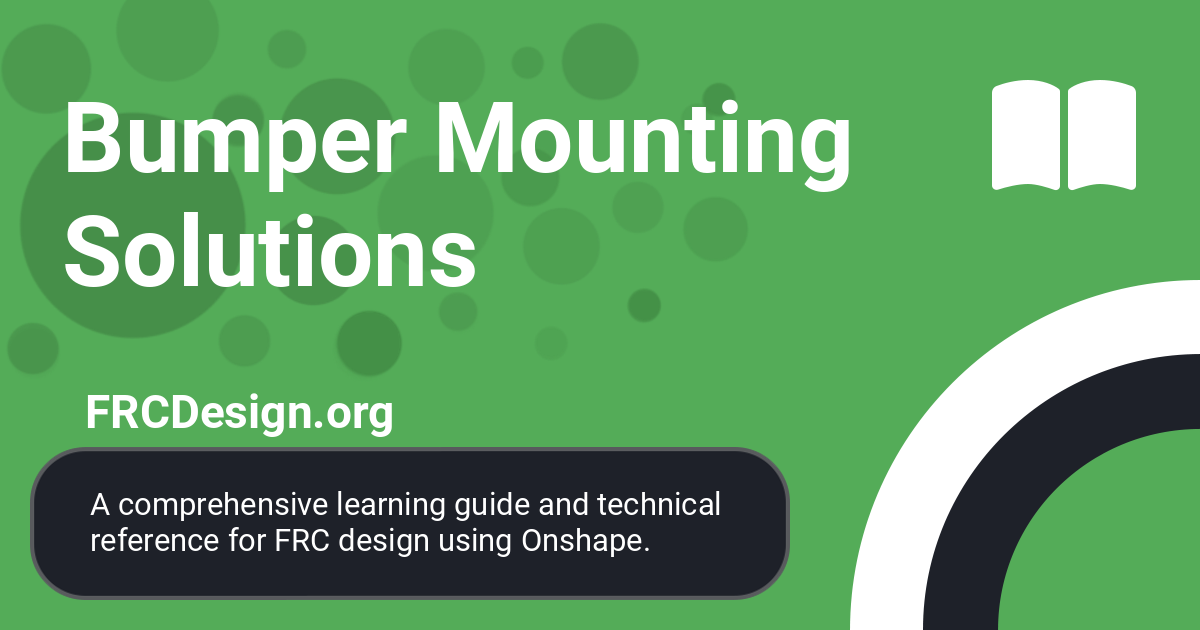 Bumper Mounting
Solutions
FRCDesign.org
A comprehensive learning guide and technical
reference for FRC design using Onshape.